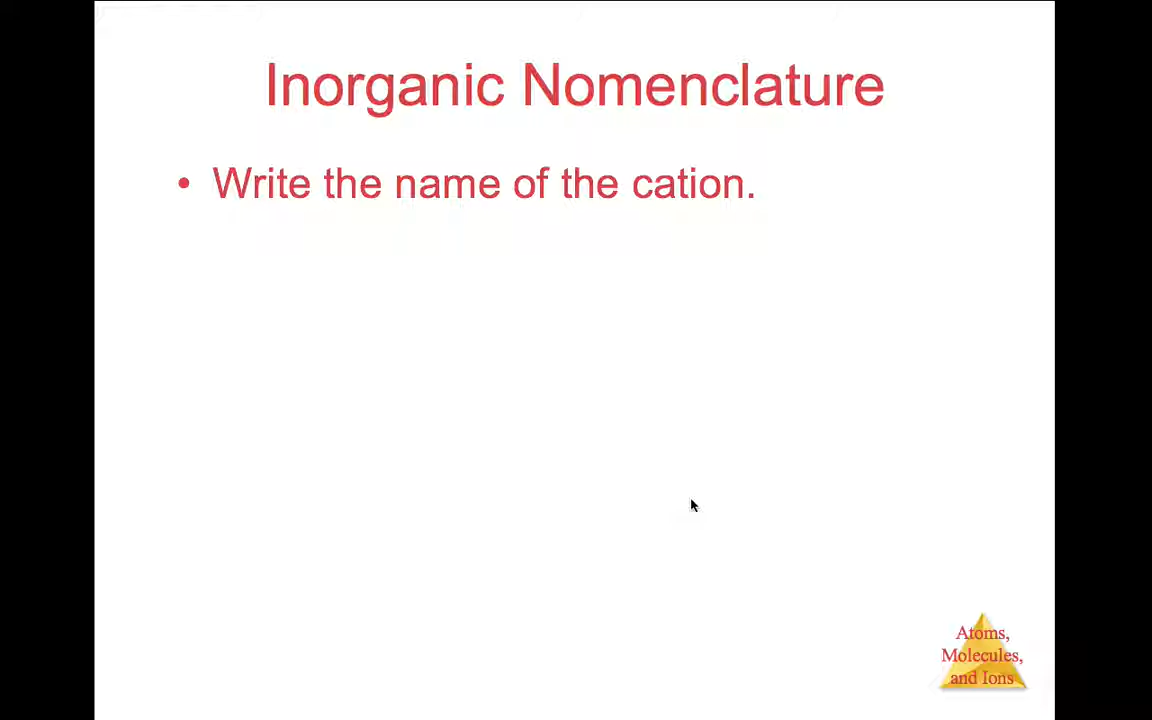 Inorganic Nomenclature
• Write the name of the cation.
Atoms,
Molecules,
and Ions